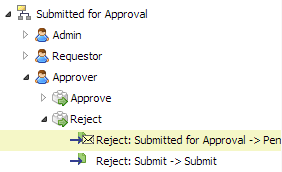 Submitted for Approval
Admin
Requestor
Approver
Approve
Reject
Reject: Submitted for Approval -> Pen
Reject: Submit -> Submit